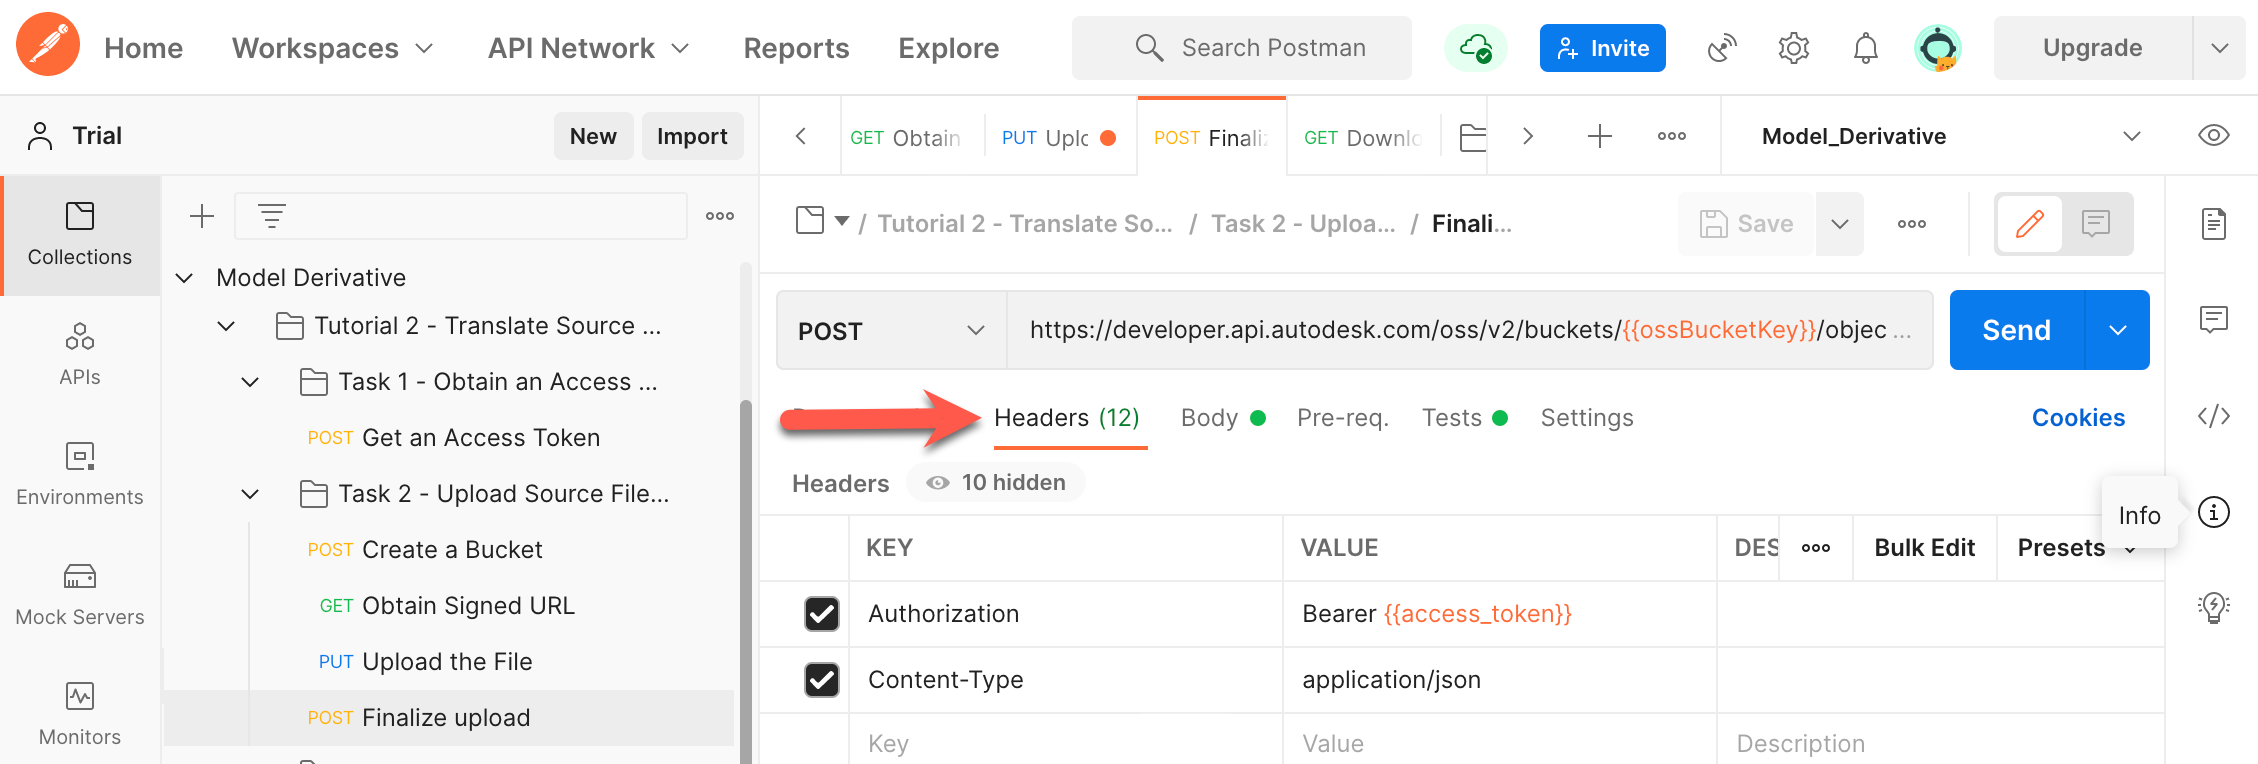 Home Workspaces API Network Reports Explore Search Postman Invite Upgrade
Trial New Import
GET Obtain PUT Uplo POST Finali GET Downlo Model_Derivative
Collections
APIs
Environments
Mock Servers
Monitors
Model Derivative
Tutorial 2 - Translate Source ...
Task 1 - Obtain an Access ...
POST Get an Access Token
Task 2 - Upload Source File...
POST Create a Bucket
GET Obtain Signed URL
PUT Upload the File
POST Finalize upload
/ Tutorial 2 - Translate So... / Task 2 - Uploa... / Finali... Save
POST https://developer.api.autodesk.com/oss/v2/buckets/{{ossBucketKey}}/objec ... Send
Headers (12) Body Pre-req. Tests Settings Cookies
Headers 10 hidden
Info
KEY VALUE DES Bulk Edit Presets
Authorization Bearer {{access_token}}
Content-Type application/json
Key Value Description